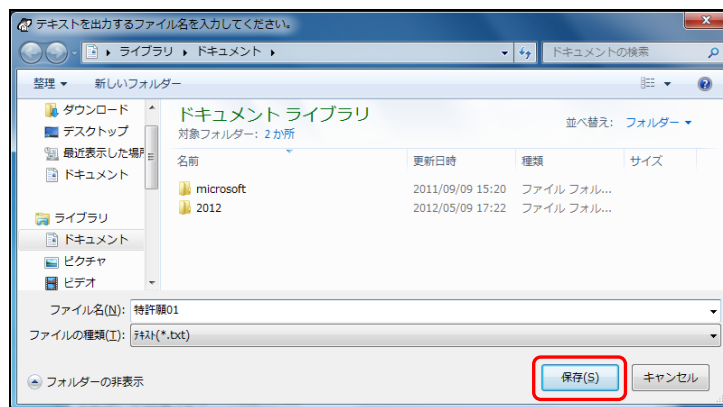 テキストを出力するファイル名を入力してください。
ライブラリ ▸ ドキュメント ▸
ドキュメントの検索
整理 ▼ 新しいフォルダー
ダウンロード
デスクトップ
最近表示した場所
ドキュメント
ライブラリ
ドキュメント
ピクチャ
ビデオ
ドキュメント ライブラリ
対象フォルダー: 2 か所
並べ替え: フォルダー ▼
名前 更新日時 種類 サイズ
microsoft 2011/09/09 15:20 ファイル フォル...
2012 2012/05/09 17:22 ファイル フォル...
ファイル名(N): 特許願01
ファイルの種類(T): ﾃｷｽﾄ(*.txt)
フォルダーの非表示
保存(S) キャンセル